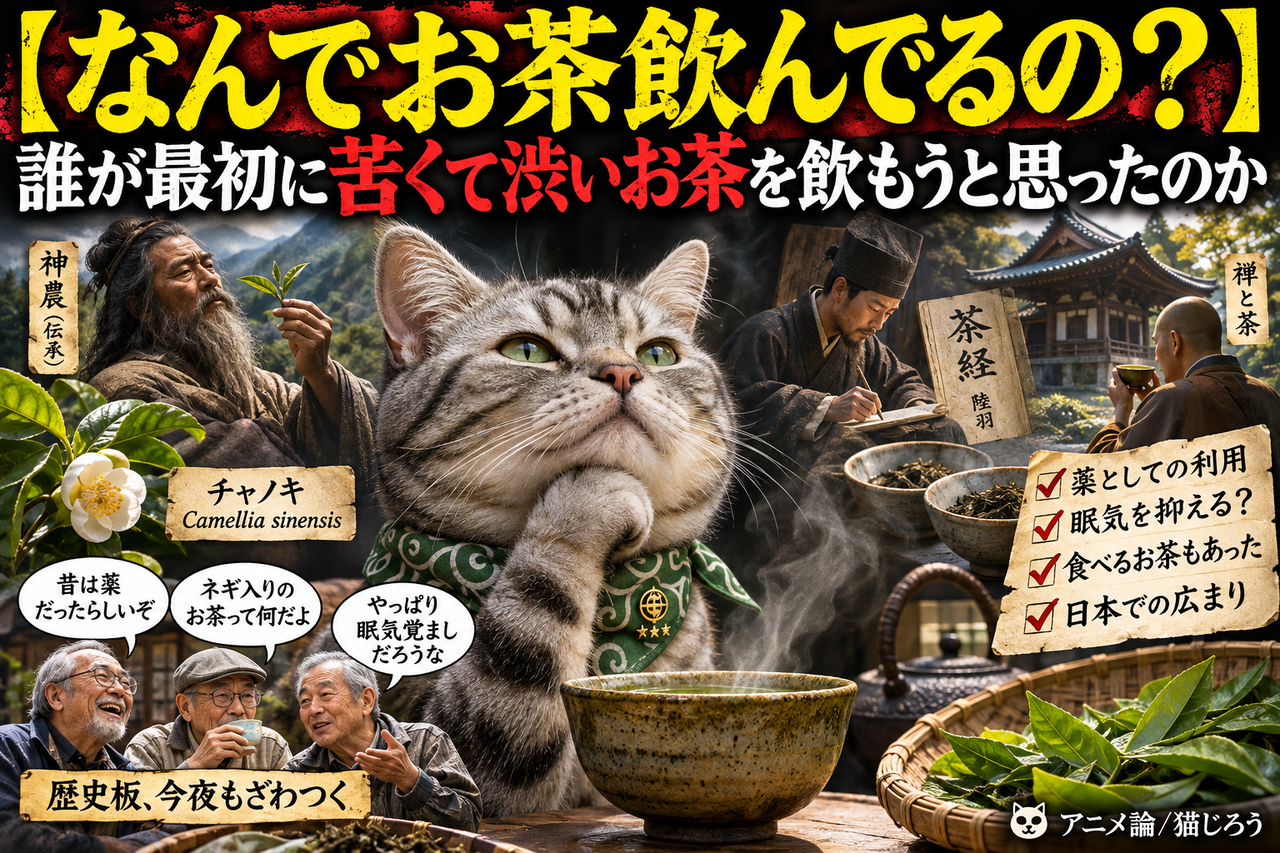 【なんでお茶飲んでるの?】
誰が最初に苦くて渋いお茶を飲もうと思ったのか
神農(伝承)
茶経
陸羽
禅と茶
チャノキ
Camellia sinensis
薬としての利用
眠気を抑える?
食べるお茶もあった
日本での広まり
昔は薬
だったらしいぞ
ネギ入りの
お茶って何だよ
やっぱり
眠気覚まし
だろうな
歴史板、今夜もざわつく
アニメ論/猫じろう